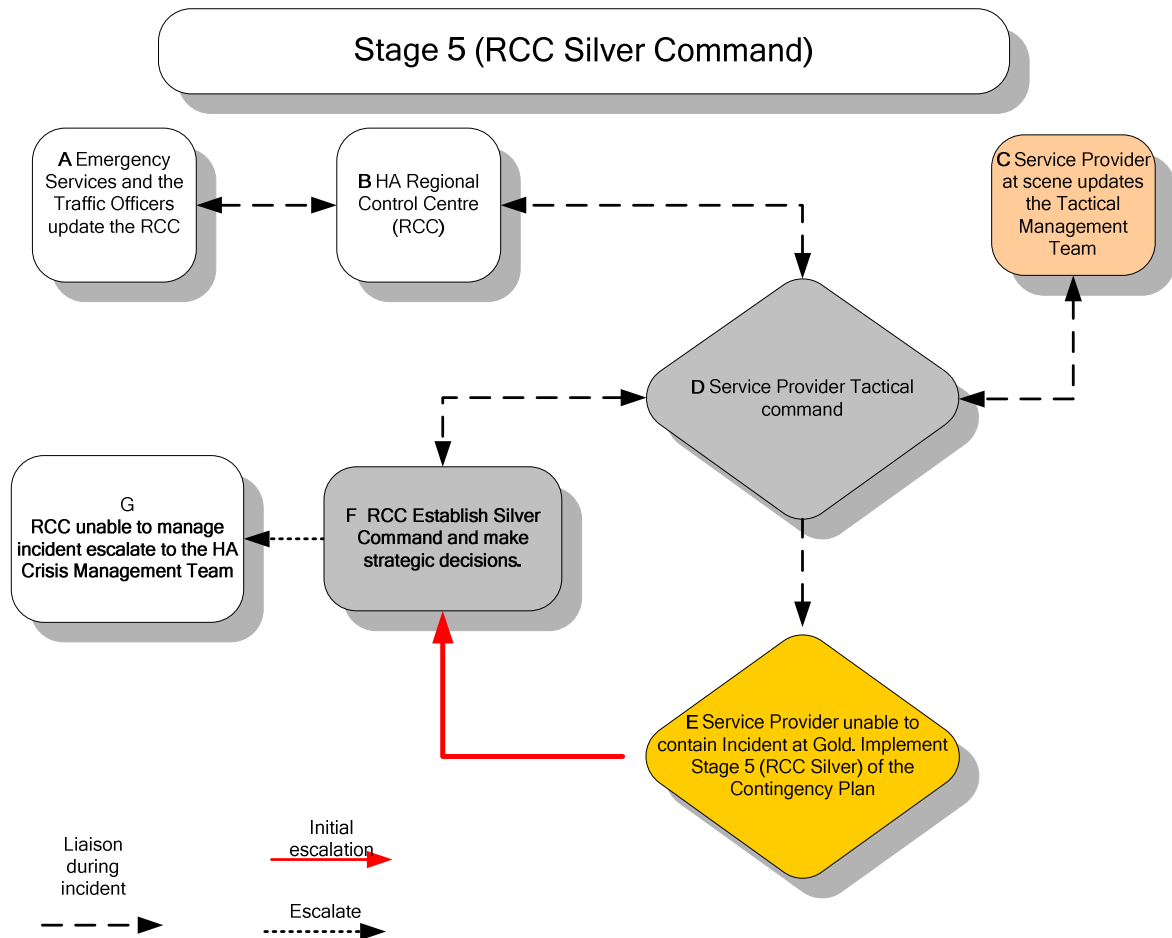 Stage 5 (RCC Silver Command)
A Emergency
Services and the
Traffic Officers
update the RCC
B HA Regional
Control Centre
(RCC)
C Service Provider
at scene updates
the Tactical
Management
Team
D Service Provider Tactical
command
G
RCC unable to manage
incident escalate to the HA
Crisis Management Team
F RCC Establish Silver
Command and make
strategic decisions.
E Service Provider unable to
contain Incident at Gold. Implement
Stage 5 (RCC Silver) of the
Contingency Plan
Liaison
during
incident
Initial
escalation
Escalate